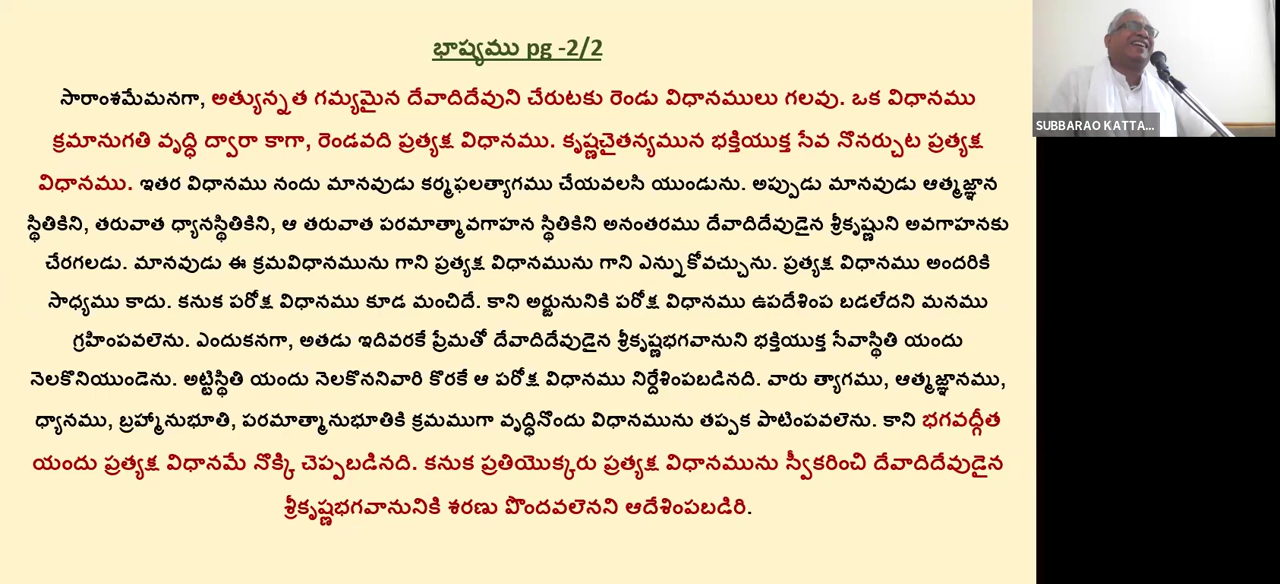 భాష్యము pg -2/2
సారాంశమేమనగా, అత్యున్నత గమ్యమైన దేవాదిదేవుని చేరుటకు రెండు విధానములు గలవు. ఒక విధానము
క్రమానుగతి వృద్ధి ద్వారా కాగా, రెండవది ప్రత్యక్ష విధానము. కృష్ణచైతన్యమున భక్తియుక్త సేవ నొనర్చుట ప్రత్యక్ష
విధానము. ఇతర విధానము నందు మానవుడు కర్మఫలత్యాగము చేయవలసి యుండును. అప్పుడు మానవుడు ఆత్మజ్ఞాన
స్థితికిని, తరువాత ధ్యానస్థితికిని, ఆ తరువాత పరమాత్మావగాహన స్థితికిని అనంతరము దేవాదిదేవుడైన శ్రీకృష్ణుని అవగాహనకు
చేరగలడు. మానవుడు ఈ క్రమవిధానమును గాని ప్రత్యక్ష విధానమును గాని ఎన్నుకోవచ్చును. ప్రత్యక్ష విధానము అందరికి
సాధ్యము కాదు. కనుక పరోక్ష విధానము కూడ మంచిదే. కాని అర్జునునికి పరోక్ష విధానము ఉపదేశింప బడలేదని మనము
గ్రహింపవలెను. ఎందుకనగా, అతడు ఇదివరకే ప్రేమతో దేవాదిదేవుడైన శ్రీకృష్ణభగవానుని భక్తియుక్త సేవాస్థితి యందు
నెలకొనియుండెను. అట్టిస్థితి యందు నెలకొననివారి కొరకే ఆ పరోక్ష విధానము నిర్దేశింపబడినది. వారు త్యాగము, ఆత్మజ్ఞానము,
ధ్యానము, బ్రహ్మానుభూతి, పరమాత్మానుభూతికి క్రమముగా వృద్ధినొందు విధానమును తప్పక పాటింపవలెను. కాని భగవద్గీత
యందు ప్రత్యక్ష విధానమే నొక్కి చెప్పబడినది. కనుక ప్రతియొక్కరు ప్రత్యక్ష విధానమును స్వీకరించి దేవాదిదేవుడైన
శ్రీకృష్ణభగవానునికి శరణు పొందవలెనని ఆదేశింపబడిరి.
SUBBARAO KATTA...